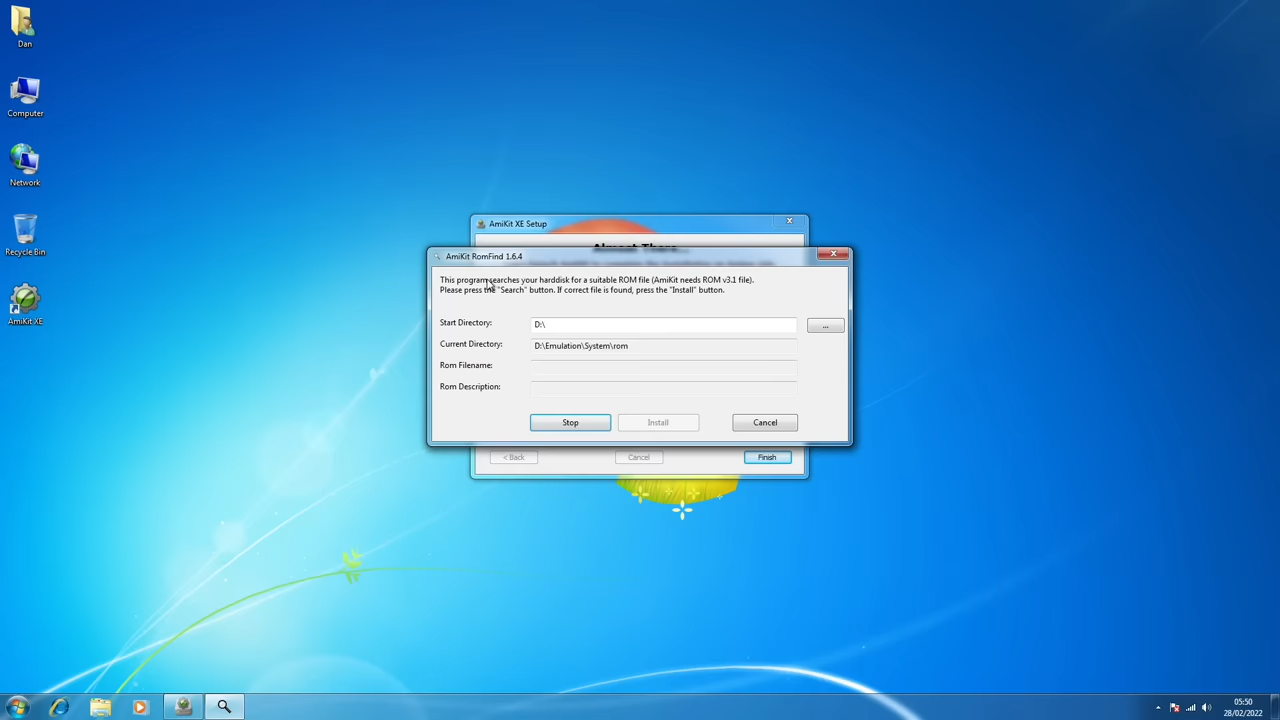 Dan
Computer
Network
Recycle Bin
AmiKit XE
AmiKit XE Setup
Almost There...
AmiKit RomFind 1.6.4
This program searches your harddisk for a suitable ROM file (AmiKit needs ROM v3.1 file).
Please press the "Search" button. If correct file is found, press the "Install" button.
Start Directory:
D:\
...
Current Directory:
D:\Emulation\System\rom
Rom Filename:
Rom Description:
Stop
Install
Cancel
< Back
Cancel
Finish
05:50
28/02/2022